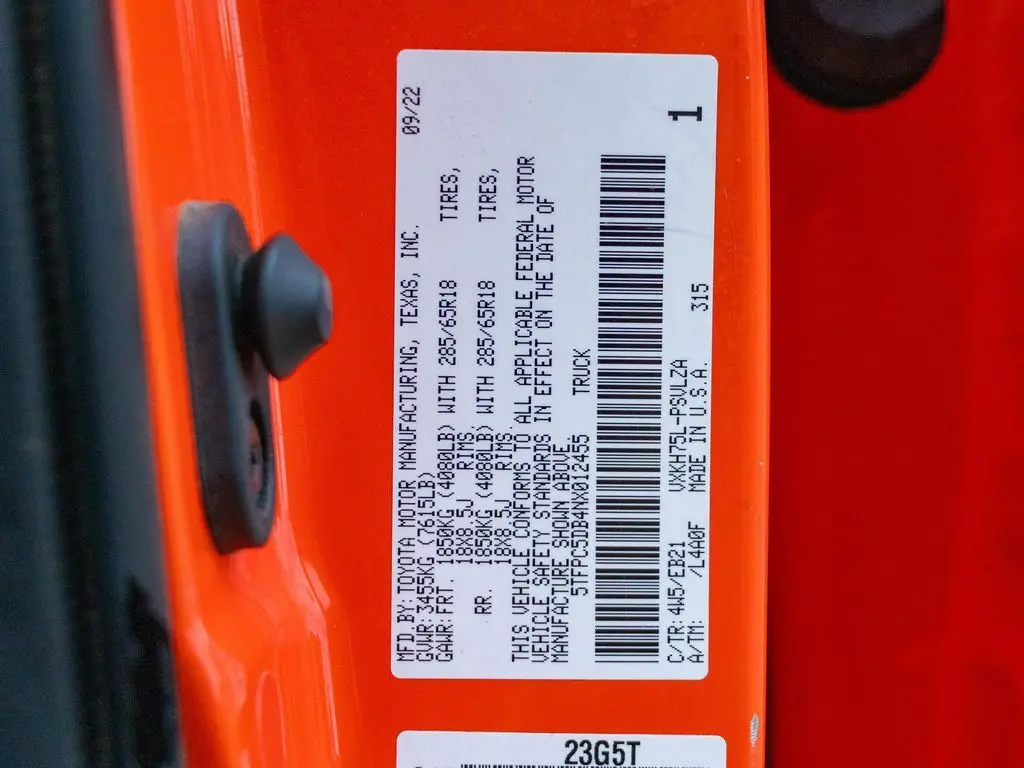 MFD.BY:TOYOTA MOTOR MANUFACTURING, TEXAS, INC. 09/22
GVWR:3455KG (7615LB)
GAWR:FRT. 1850KG (4080LB) WITH 285/65R18 TIRES,
18X8.5J RIMS.
RR. 1850KG (4080LB) WITH 285/65R18 TIRES,
18X8.5J RIMS.
THIS VEHICLE CONFORMS TO ALL APPLICABLE FEDERAL MOTOR
VEHICLE SAFETY STANDARDS IN EFFECT ON THE DATE OF
MANUFACTURE SHOWN ABOVE.
5TFPC5DB4NX012455 TRUCK
C/TR:4W5/EB21 VXKH75L-PSVLZA 1
A/TM: /L4A0F MADE IN U.S.A. 315
23G5T